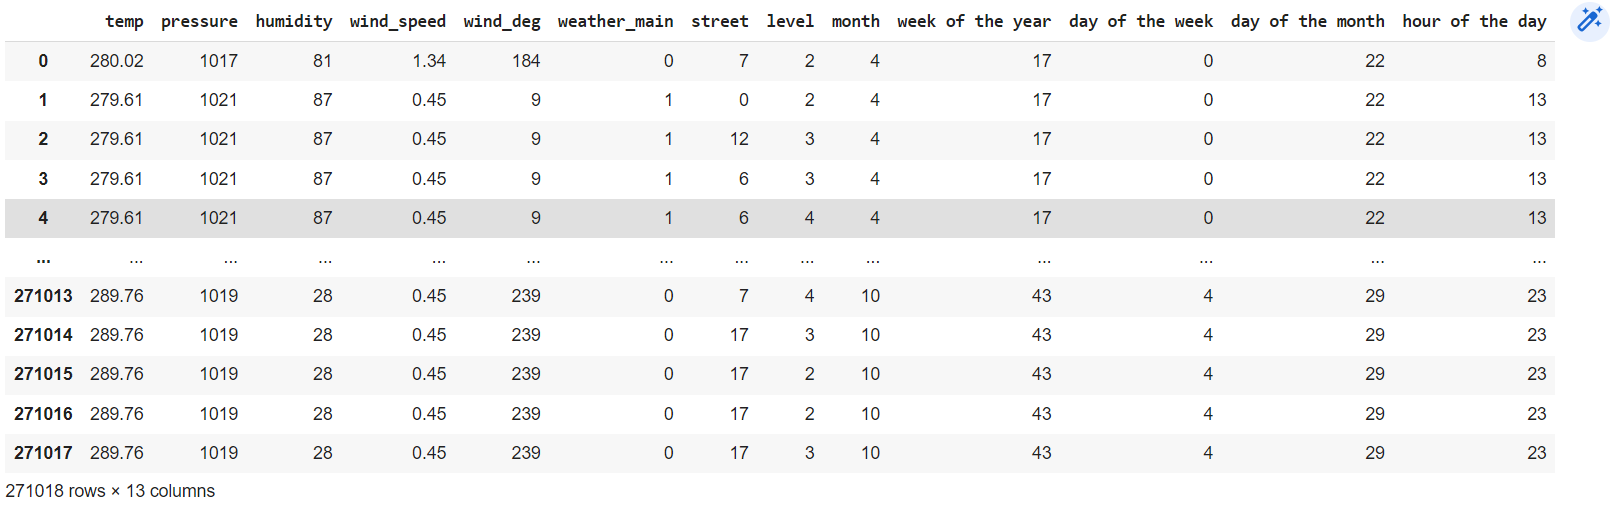 temp pressure humidity wind_speed wind_deg weather_main street level month week of the year day of the week day of the month hour of the day
0 280.02 1017 81 1.34 184 0 7 2 4 17 0 22 8
1 279.61 1021 87 0.45 9 1 0 2 4 17 0 22 13
2 279.61 1021 87 0.45 9 1 12 3 4 17 0 22 13
3 279.61 1021 87 0.45 9 1 6 3 4 17 0 22 13
4 279.61 1021 87 0.45 9 1 6 4 4 17 0 22 13
... ... ... ... ... ... ... ... ... ... ... ... ... ...
271013 289.76 1019 28 0.45 239 0 7 4 10 43 4 29 23
271014 289.76 1019 28 0.45 239 0 17 3 10 43 4 29 23
271015 289.76 1019 28 0.45 239 0 17 2 10 43 4 29 23
271016 289.76 1019 28 0.45 239 0 17 2 10 43 4 29 23
271017 289.76 1019 28 0.45 239 0 17 3 10 43 4 29 23
271018 rows × 13 columns